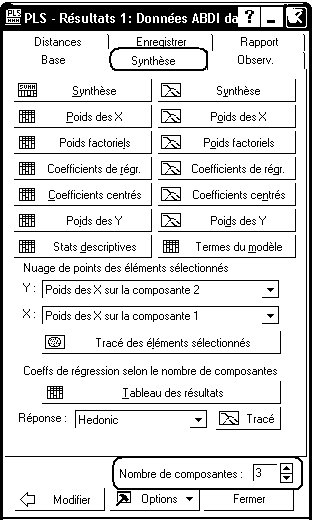 PLS - Résultats 1: Données ABDI da
Distances Enregistrer Rapport
Base Synthèse Observ.
Synthèse Synthèse
Poids des X Poids des X
Poids factoriels Poids factoriels
Coefficients de régr. Coefficients de régr.
Coefficients centrés Coefficients centrés
Poids des Y Poids des Y
Stats descriptives Termes du modèle
Nuage de points des éléments sélectionnés
Y : Poids des X sur la composante 2
X : Poids des X sur la composante 1
Tracé des éléments sélectionnés
Coeffs de régression selon le nombre de composantes
Tableau des résultats
Réponse : Hedonic Tracé
Nombre de composantes : 3
Modifier Options Fermer